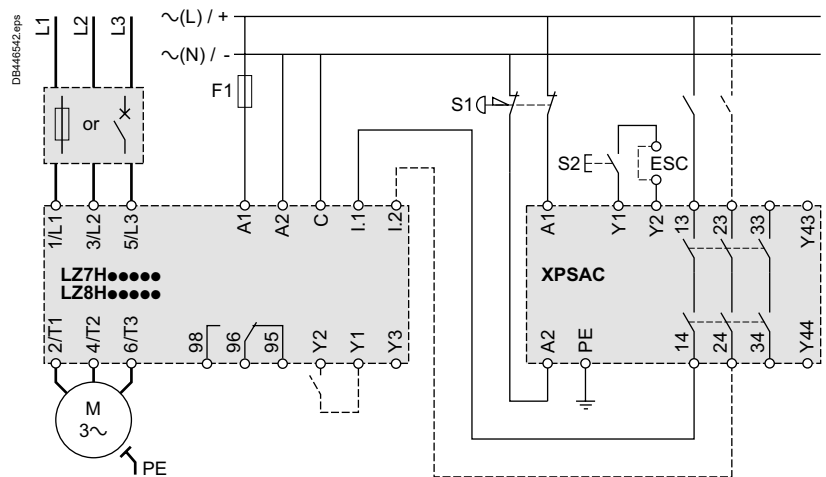 DB446542.eps
L1 L2 L3
∼(L) / +
∼(N) / -
F1
or
S1
S2 ESC
1/L1 3/L2 5/L3 A1 A2 C I.1 I.2
LZ7H●●●●●
LZ8H●●●●●
2/T1 4/T2 6/T3 98 96 95 Y2 Y1 Y3
A1 Y1 Y2 13 23 33 Y43
XPSAC
A2 PE 14 24 34 Y44
M
3∼
PE